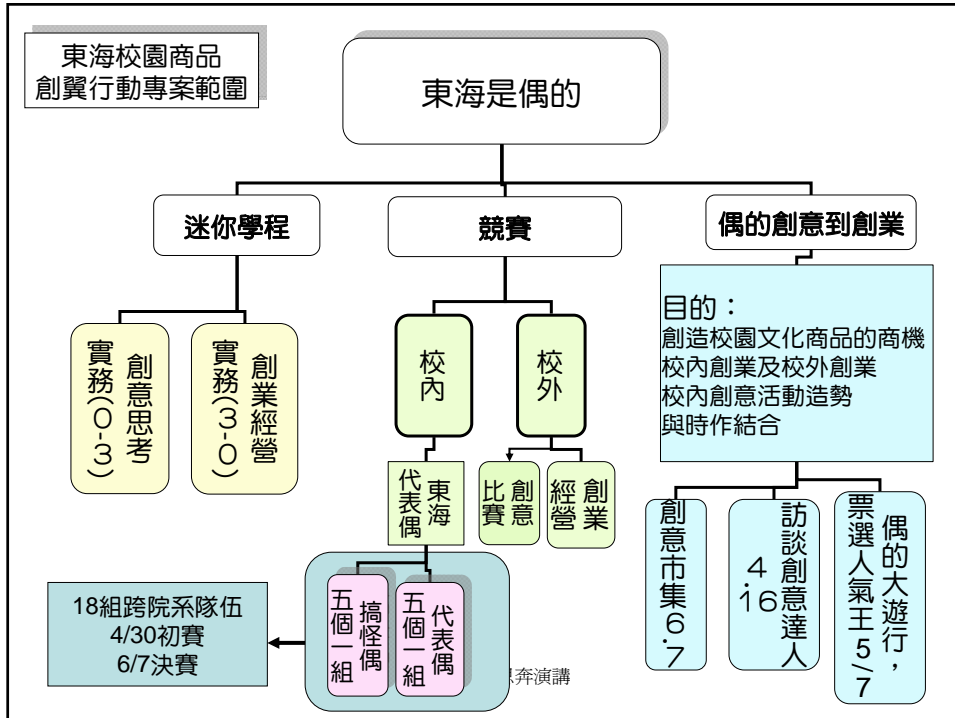 東海校園商品
創翼行動專案範圍
東海是偶的
迷你學程
競賽
偶的創意到創業
創意思考
實務(0-3)
創業經營
實務(3-0)
校內
校外
目的：
創造校園文化商品的商機
校內創業及校外創業
校內創意活動造勢
與時作結合
東海
代表偶
創意
比賽
創業
經營
搞怪偶
五個一組
代表偶
五個一組
18組跨院系隊伍
4/30初賽
6/7決賽
創意市集6.7
訪談創意達人
4.16
偶的大遊行，
票選人氣王5/7
奔演講